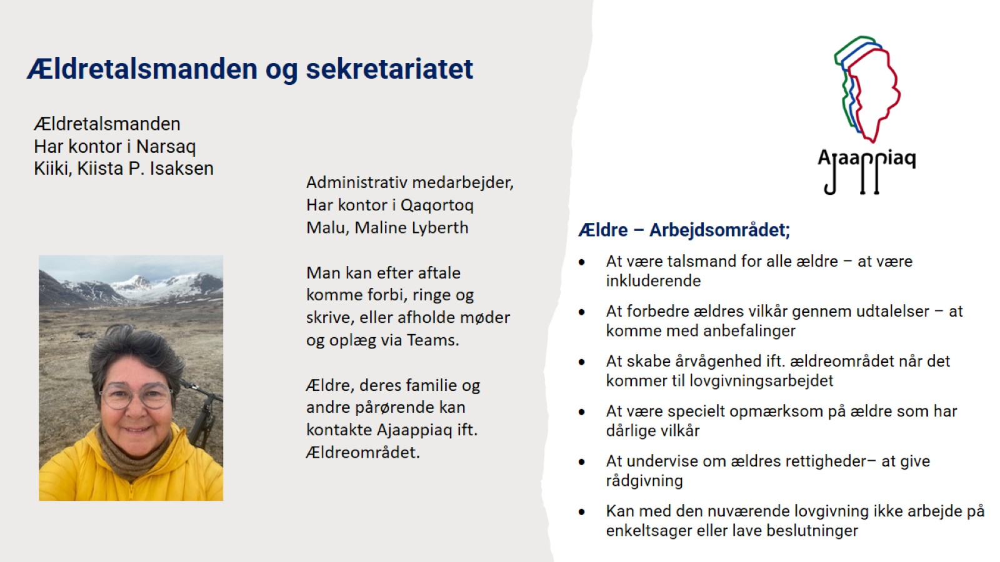 Ældretalsmanden og sekretariatet
Ældretalsmanden
Har kontor i Narsaq
Kiiki, Kiista P. Isaksen
Administrativ medarbejder,
Har kontor i Qaqortoq
Malu, Maline Lyberth
Man kan efter aftale
komme forbi, ringe og
skrive, eller afholde møder
og oplæg via Teams.
Ældre, deres familie og
andre pårørende kan
kontakte Ajaappiaq ift.
Ældreområdet.
Ajaappiaq
Ældre – Arbejdsområdet;
• At være talsmand for alle ældre – at være
inkluderende
• At forbedre ældres vilkår gennem udtalelser – at
komme med anbefalinger
• At skabe årvågenhed ift. ældreområdet når det
kommer til lovgivningsarbejdet
• At være specielt opmærksom på ældre som har
dårlige vilkår
• At undervise om ældres rettigheder– at give
rådgivning
• Kan med den nuværende lovgivning ikke arbejde på
enkeltsager eller lave beslutninger